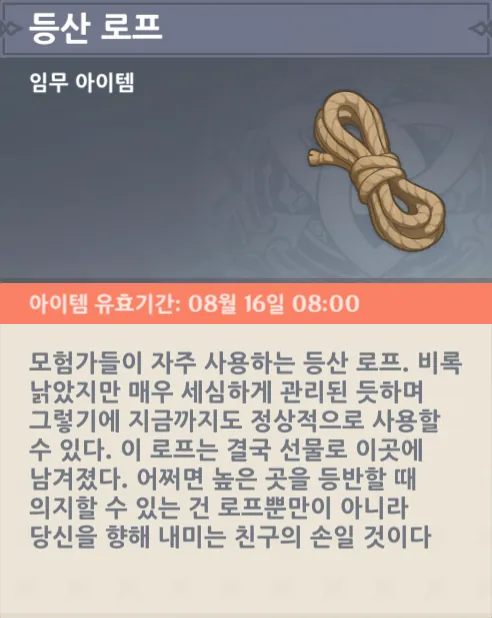 등산 로프
임무 아이템
아이템 유효기간: 08월 16일 08:00
모험가들이 자주 사용하는 등산 로프. 비록
낡았지만 매우 세심하게 관리된 듯하며
그렇기에 지금까지도 정상적으로 사용할
수 있다. 이 로프는 결국 선물로 이곳에
남겨졌다. 어쩌면 높은 곳을 등반할 때
의지할 수 있는 건 로프뿐만이 아니라
당신을 향해 내미는 친구의 손일 것이다